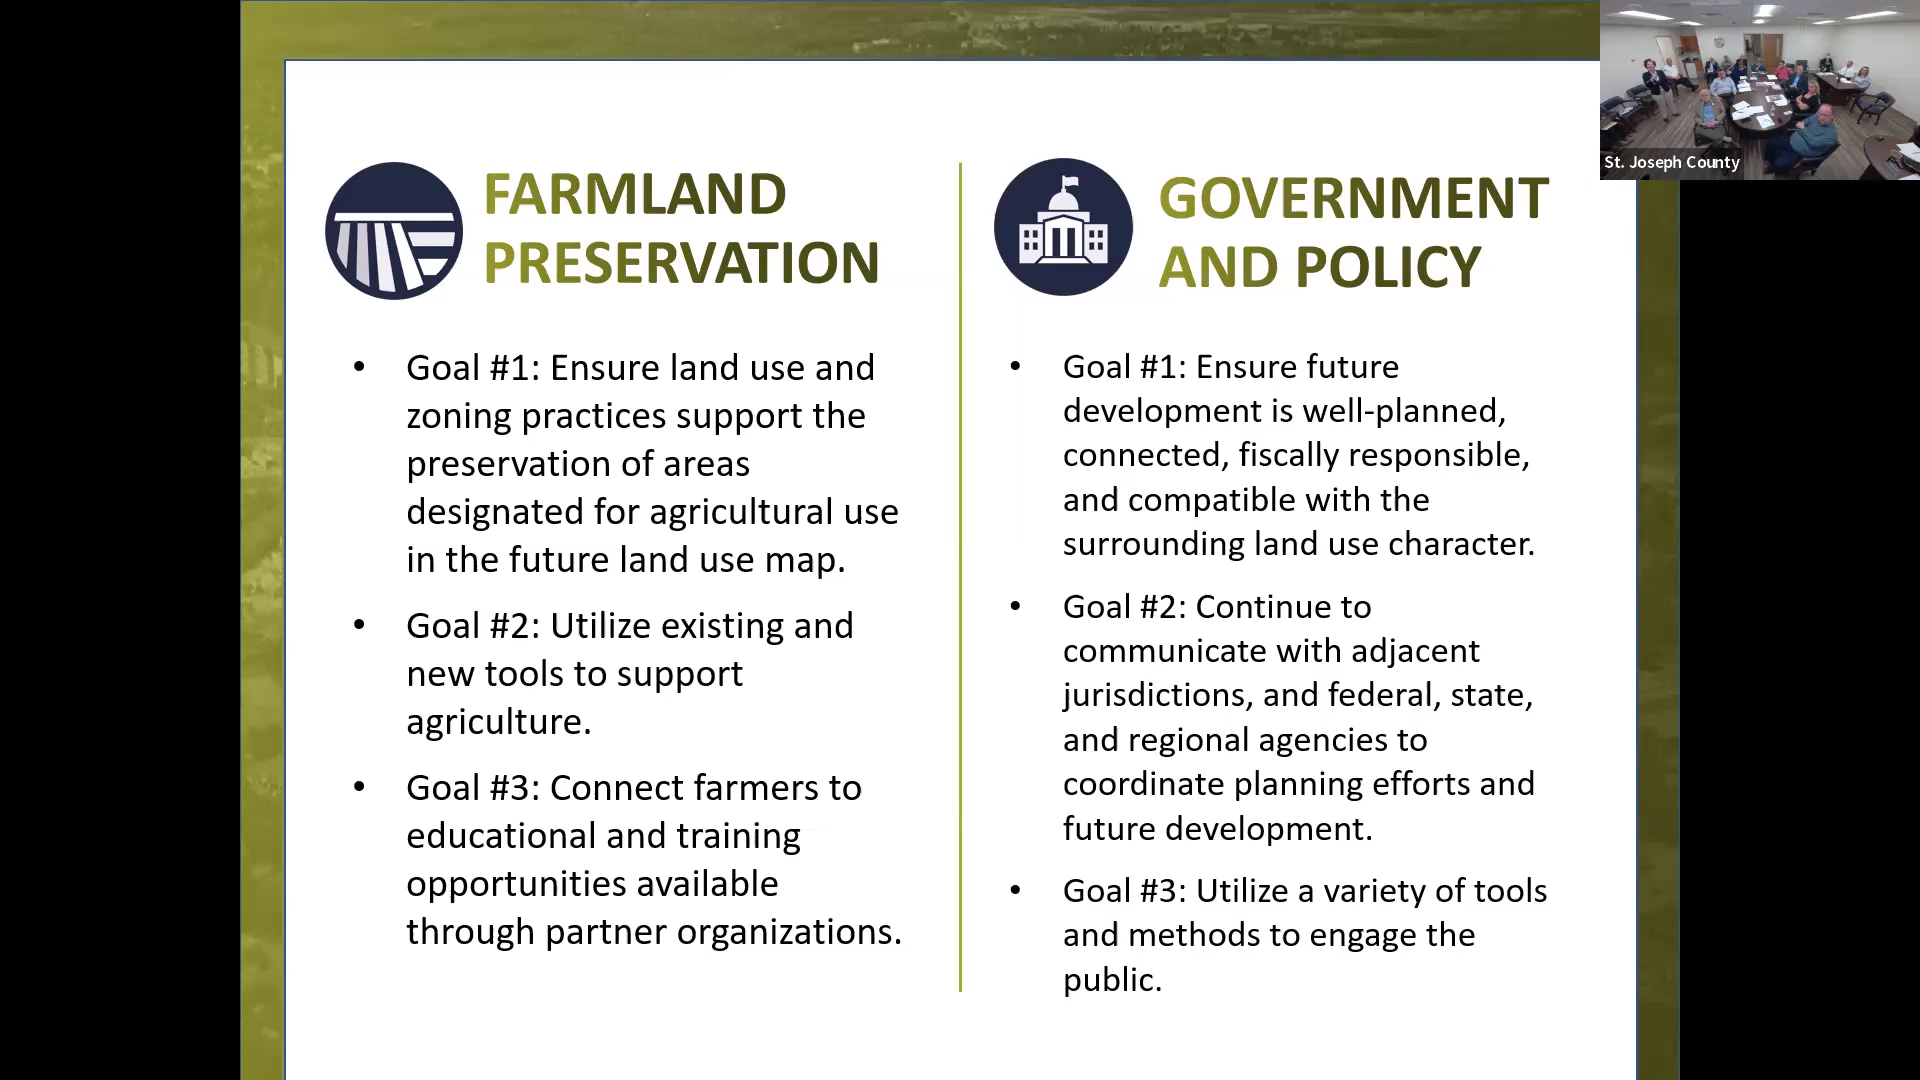 FARMLAND
PRESERVATION
• Goal #1: Ensure land use and
zoning practices support the
preservation of areas
designated for agricultural use
in the future land use map.
• Goal #2: Utilize existing and
new tools to support
agriculture.
• Goal #3: Connect farmers to
educational and training
opportunities available
through partner organizations.
GOVERNMENT
AND POLICY
• Goal #1: Ensure future
development is well-planned,
connected, fiscally responsible,
and compatible with the
surrounding land use character.
• Goal #2: Continue to
communicate with adjacent
jurisdictions, and federal, state,
and regional agencies to
coordinate planning efforts and
future development.
• Goal #3: Utilize a variety of tools
and methods to engage the
public.
St. Joseph County